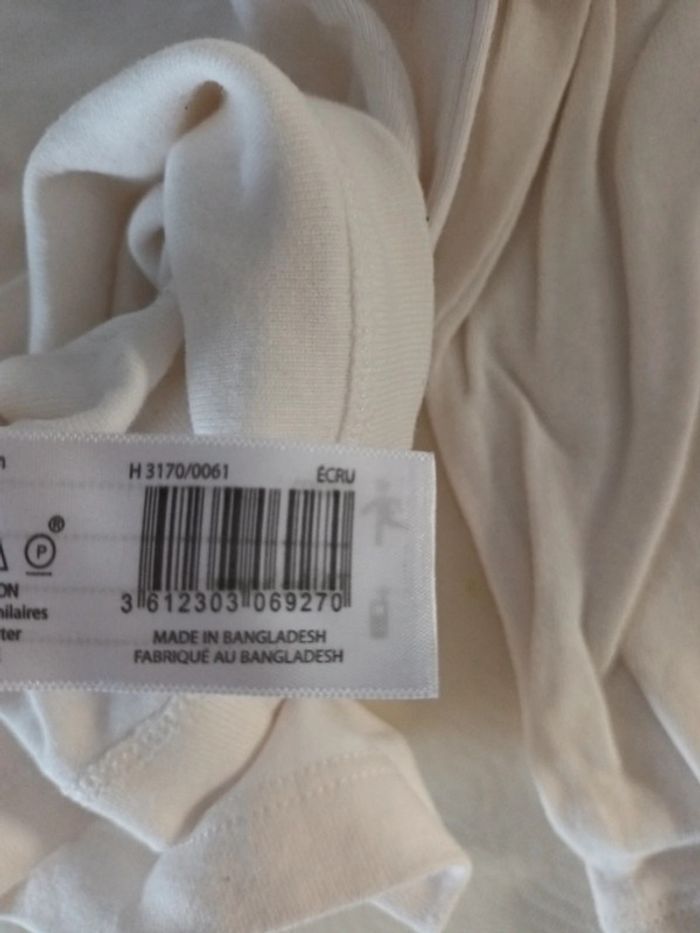 H 3170/0061 ÉCRU
®
P
ON
ter
3 612303 069270
MADE IN BANGLADESH
FABRIQUÉ AU BANGLADESH